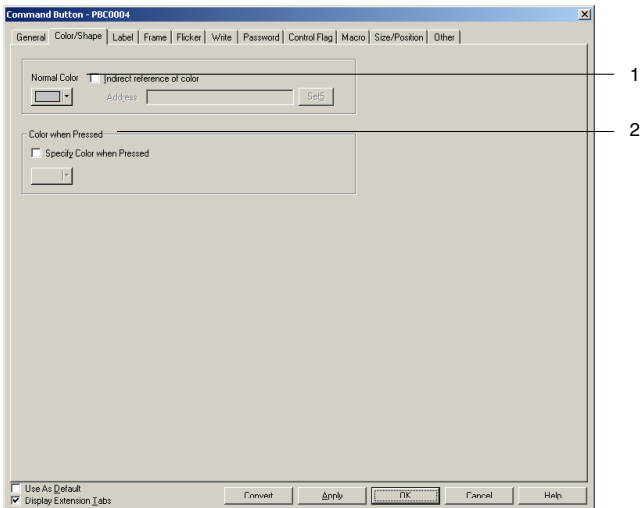 Command Button - PBC0004
General Color/Shape Label Frame Flicker Write Password Control Flag Macro Size/Position Other
Normal Color Indirect reference of color
Address Set5
Color when Pressed
Specify Color when Pressed
Use As Default
Display Extension Tabs
Convert Apply OK Cancel Help
1
2